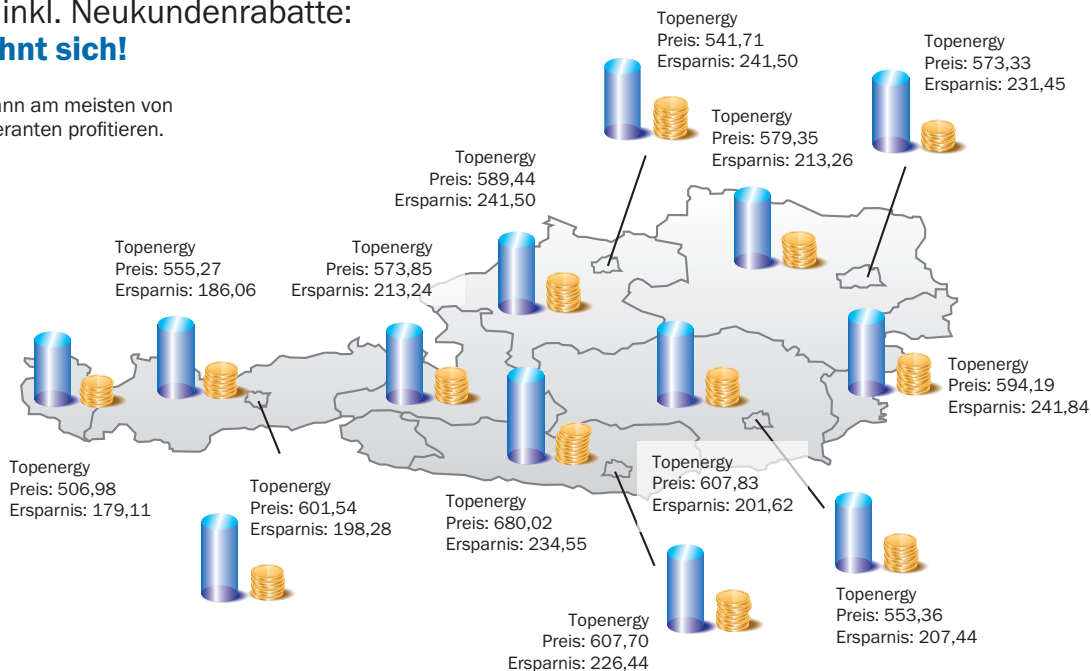 inkl. Neukundenrabatte:
hnt sich!
ann am meisten von
eranten profitieren.
Topenergy
Preis: 541,71
Ersparnis: 241,50
Topenergy
Preis: 573,33
Ersparnis: 231,45
Topenergy
Preis: 579,35
Ersparnis: 213,26
Topenergy
Preis: 589,44
Ersparnis: 241,50
Topenergy
Preis: 555,27
Ersparnis: 186,06
Topenergy
Preis: 573,85
Ersparnis: 213,24
Topenergy
Preis: 594,19
Ersparnis: 241,84
Topenergy
Preis: 506,98
Ersparnis: 179,11
Topenergy
Preis: 601,54
Ersparnis: 198,28
Topenergy
Preis: 680,02
Ersparnis: 234,55
Topenergy
Preis: 607,83
Ersparnis: 201,62
Topenergy
Preis: 553,36
Ersparnis: 207,44
Topenergy
Preis: 607,70
Ersparnis: 226,44